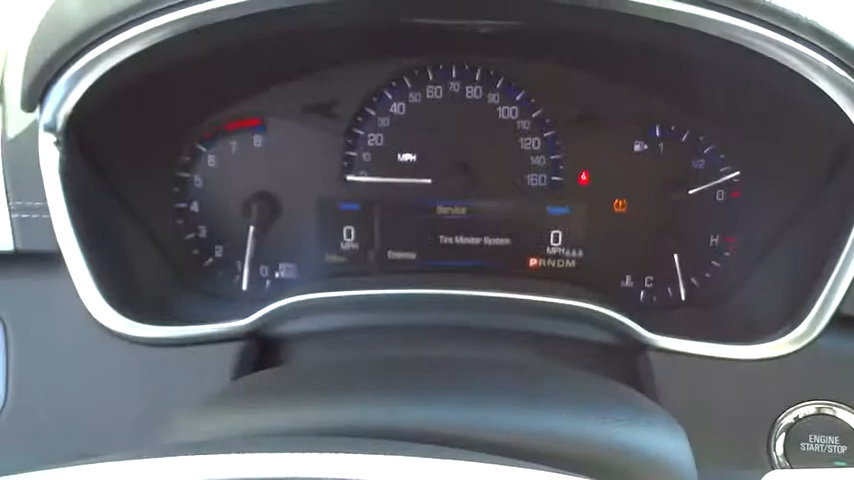 60 70 80
50 90
40 100
30 110
20 120
10 140
160
MPH
7 8
6
5
4
3
2
1
0
1 1/2 0
Service
Tire Monitor System
0
MPH
0
MPH
PRNDM
C H
ENGINE
START/STOP